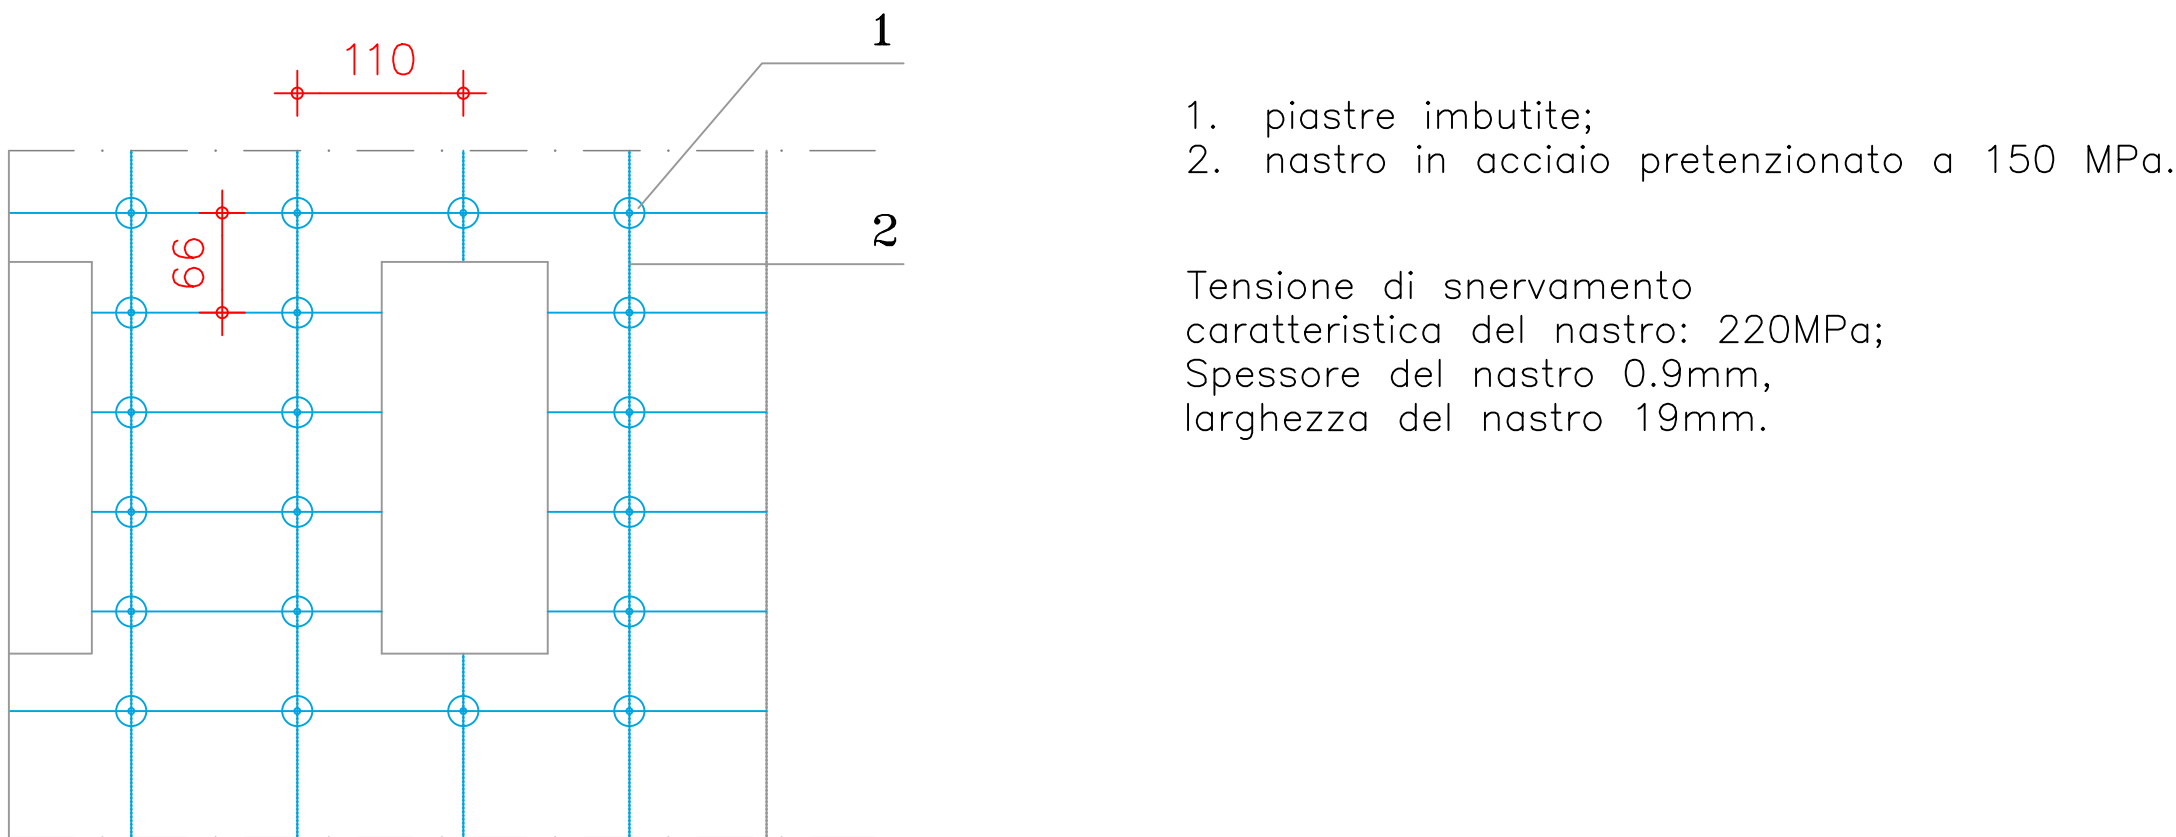 110
1
66
2
1. piastre imbutite;
2. nastro in acciaio pretenzionato a 150 MPa.
Tensione di snervamento
caratteristica del nastro: 220MPa;
Spessore del nastro 0.9mm,
larghezza del nastro 19mm.